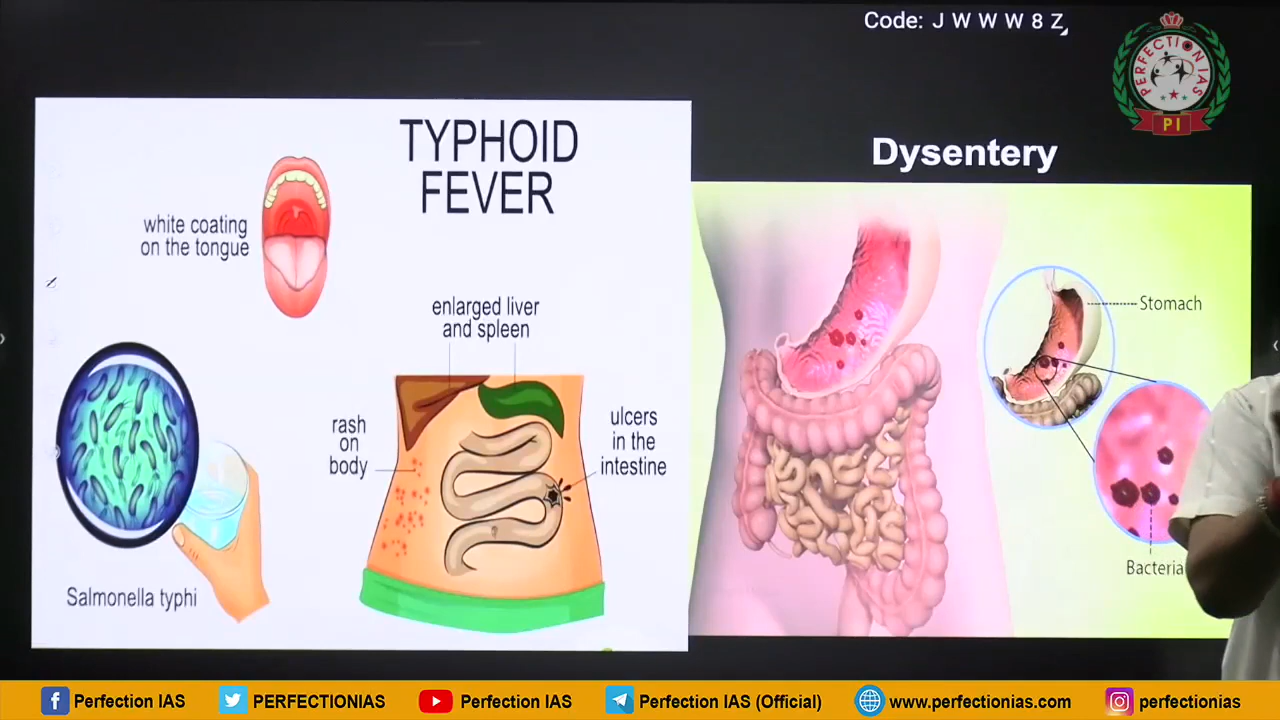 Code: J W W W 8 Z
PERFECTION IAS
PI
TYPHOID
FEVER
white coating
on the tongue
enlarged liver
and spleen
rash
on
body
ulcers
in the
intestine
Salmonella typhi
Dysentery
Stomach
Bacteria
Perfection IAS
PERFECTIONIAS
Perfection IAS
Perfection IAS (Official)
www.perfectionias.com
perfectionias